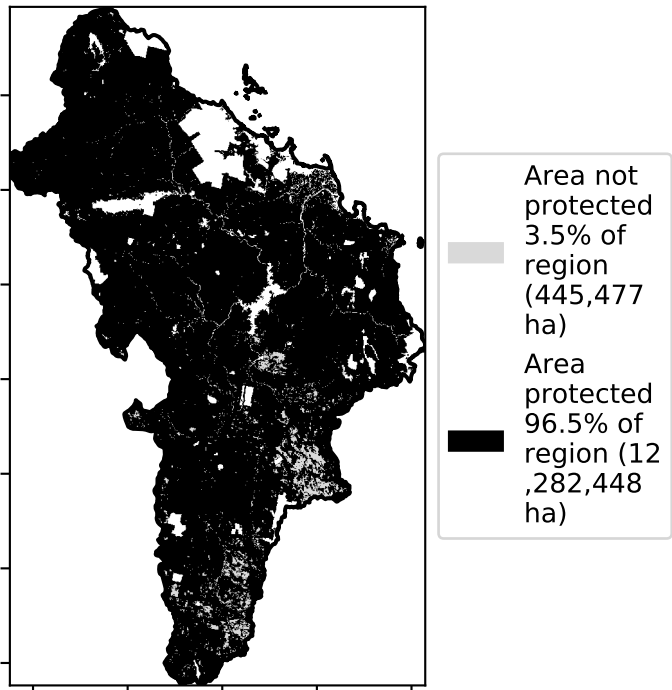 Area not
protected
3.5% of
region
(445,477
ha)
Area
protected
96.5% of
region (12
,282,448
ha)